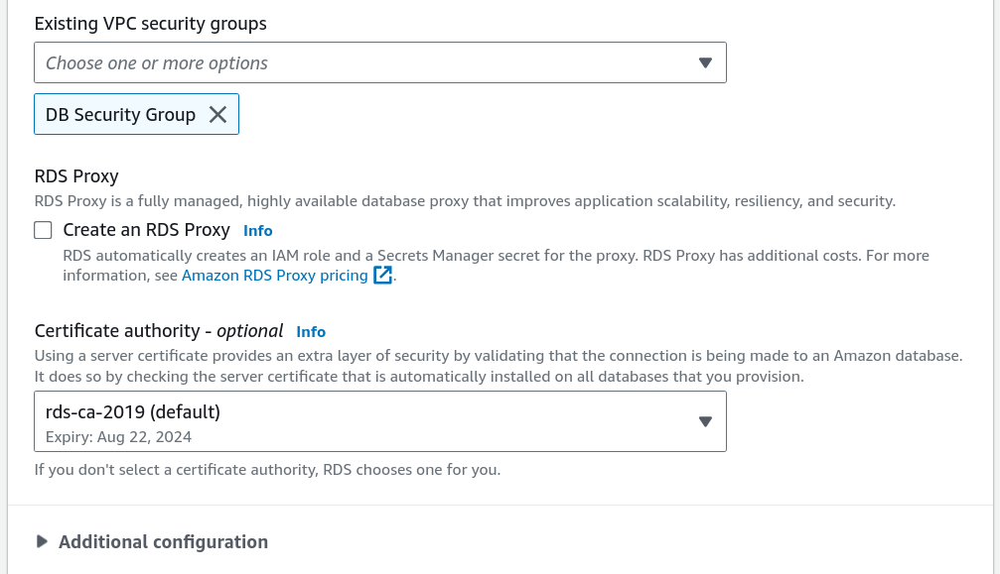 Existing VPC security groups
Choose one or more options
DB Security Group
RDS Proxy
RDS Proxy is a fully managed, highly available database proxy that improves application scalability, resiliency, and security.
Create an RDS Proxy Info
RDS automatically creates an IAM role and a Secrets Manager secret for the proxy. RDS Proxy has additional costs. For more
information, see Amazon RDS Proxy pricing.
Certificate authority - optional Info
Using a server certificate provides an extra layer of security by validating that the connection is being made to an Amazon database.
It does so by checking the server certificate that is automatically installed on all databases that you provision.
rds-ca-2019 (default)
Expiry: Aug 22, 2024
If you don't select a certificate authority, RDS chooses one for you.
Additional configuration